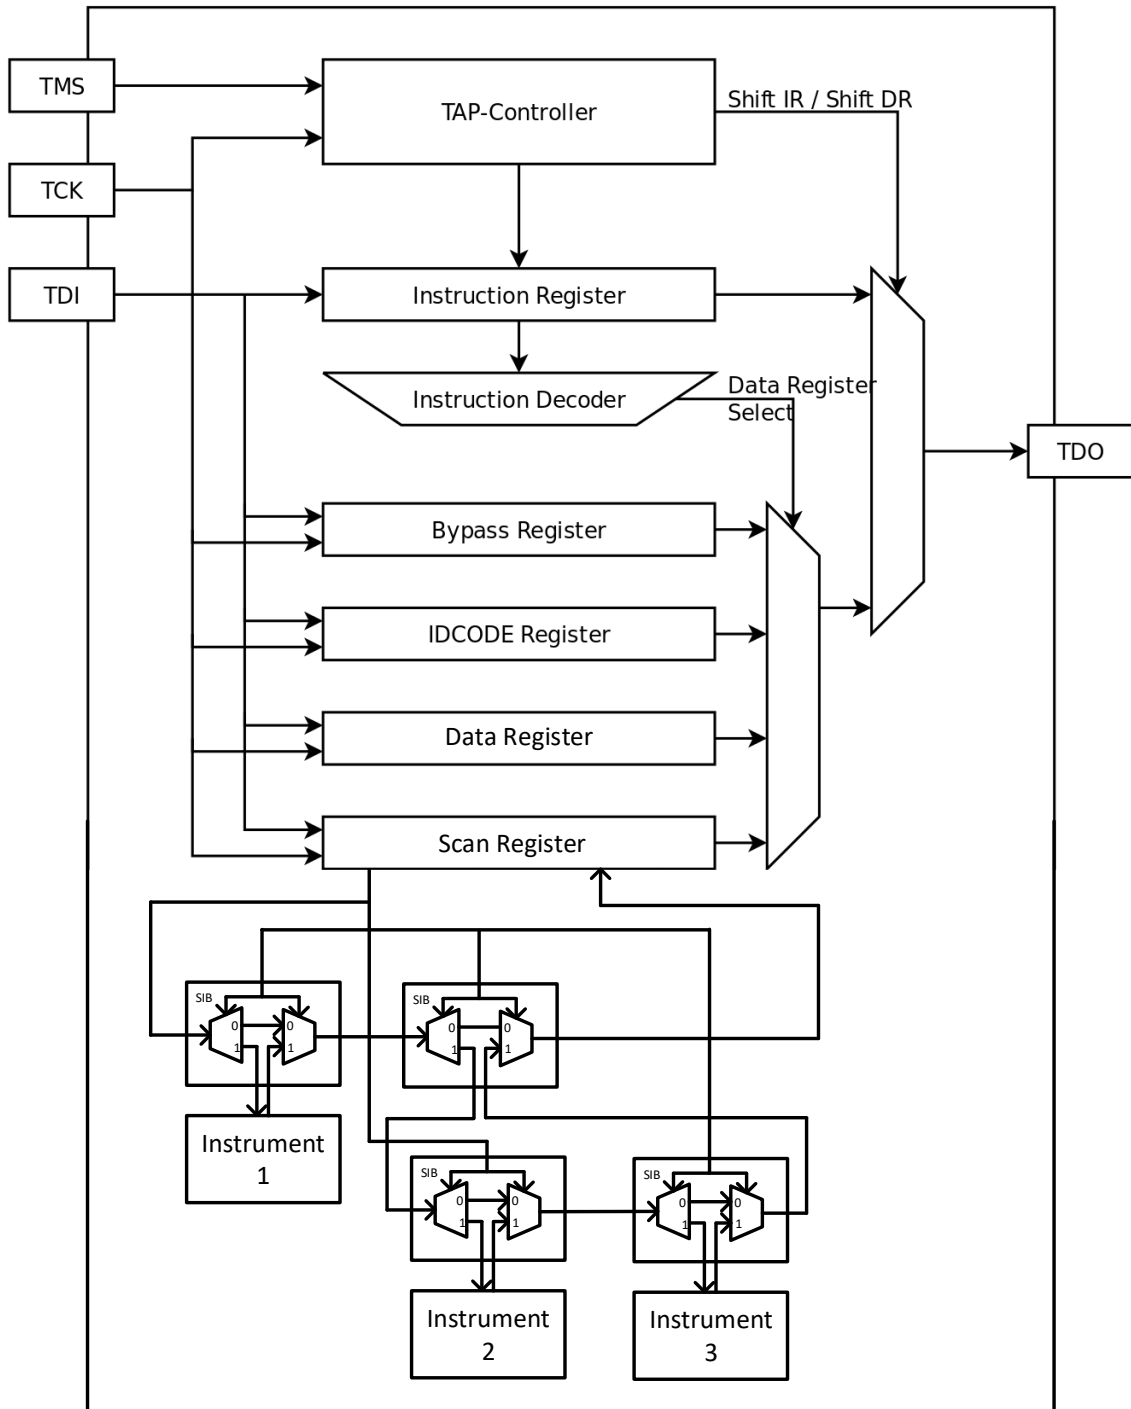 TMS
TAP-Controller
Shift IR / Shift DR
TCK
TDI
Instruction Register
Instruction Decoder
Data Register
Select
TDO
Bypass Register
IDCODE Register
Data Register
Scan Register
SIB
0
0
1
1
SIB
0
0
1
1
Instrument
1
SIB
0
0
1
1
SIB
0
0
1
1
Instrument
2
Instrument
3